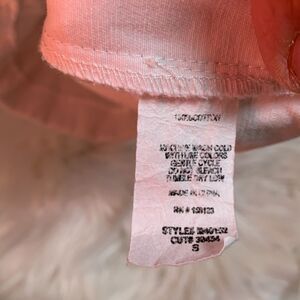 100% COTTON
MACHINE WASH COLD
WITH LIKE COLORS
GENTLE CYCLE
DO NOT BLEACH
TUMBLE DRY LOW
MADE IN CHINA
RN #
STYLE#
CUT#
S